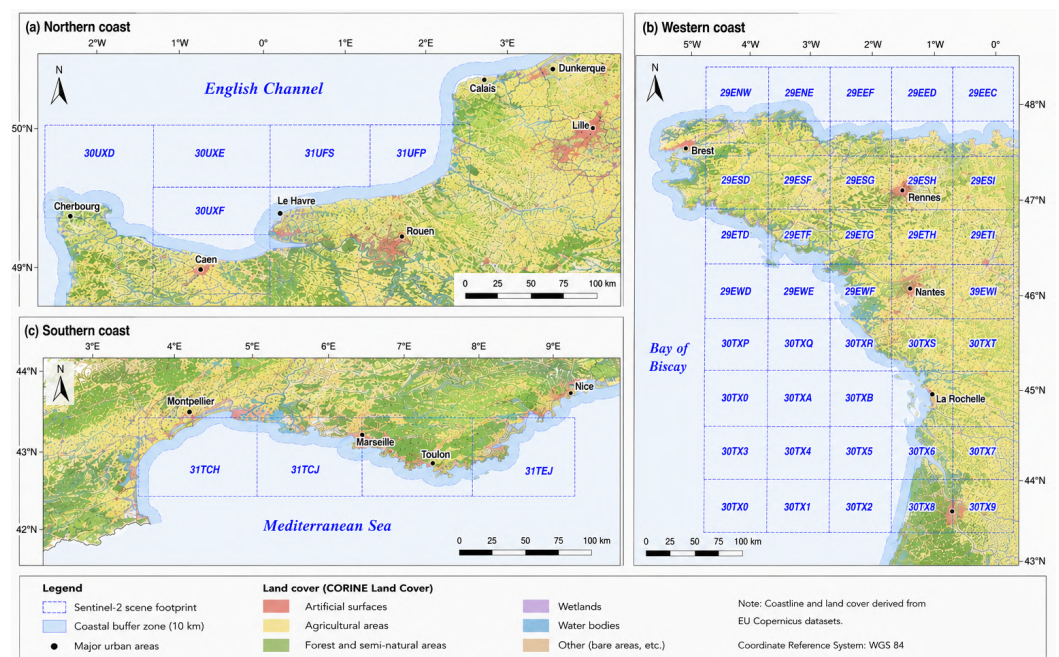 (a) Northern coast
2°W 1°W 0° 1°E 2°E 3°E
N
English Channel
Dunkerque
Calais
Lille
50°N
30UXD 30UXE 31UFS 31UFP
30UXF
Le Havre
Cherbourg
Rouen
Caen
49°N
0 25 50 75 100 km
0 25 50 75 100 km
(b) Western coast
5°W 4°W 3°W 2°W 1°W 0°
N
29ENW 29ENE 29EEF 29EED 29EEC
48°N
Brest
29ESD 29ESF 29ESG 29ESH 29ESI
Rennes
47°N
29ETD 29ETF 29ETG 29ETH 29ETI
29EWD 29EWE 29EWF 39EWI
Nantes
46°N
Bay of
Biscay
30TXP 30TXQ 30TXR 30TXS 30TXT
45°N
30TX0 30TXA 30TXB
La Rochelle
30TX3 30TX4 30TX5 30TX6 30TX7
44°N
30TX0 30TX1 30TX2 30TX8 30TX9
0 25 50 75 100 km
43°N
(c) Southern coast
3° 4°E 5°E 6°E 7°E 8°E 9°E
44°N
N
Nice
Montpellier
43°N
Marseille
Toulon
31TCH 31TCJ 31TEJ
42°N
Mediterranean Sea
0 25 50 75 100 km
Legend
Sentinel-2 scene footprint
Coastal buffer zone (10 km)
Major urban areas
Land cover (CORINE Land Cover)
Artificial surfaces
Agricultural areas
Forest and semi-natural areas
Wetlands
Water bodies
Other (bare areas, etc.)
Note: Coastline and land cover derived from
EU Copernicus datasets.
Coordinate Reference System: WGS 84